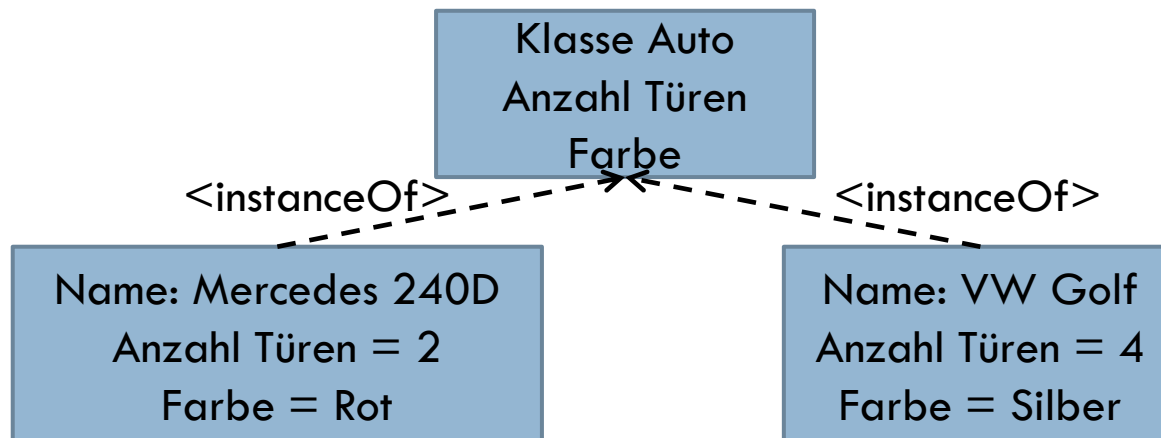 Klasse Auto
Anzahl Türen
Farbe
<instanceOf>
<instanceOf>
Name: Mercedes 240D
Anzahl Türen = 2
Farbe = Rot
Name: VW Golf
Anzahl Türen = 4
Farbe = Silber